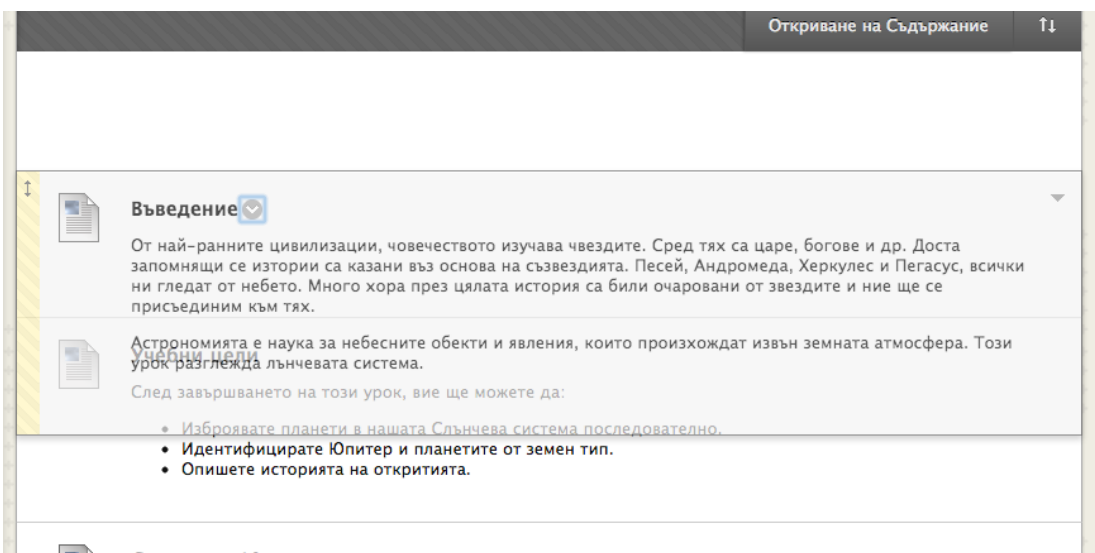 Откриване на Съдържание
Въведение
От най-ранните цивилизации, човечеството изучава чвездите. Сред тях са царе, богове и др. Доста
запомнящи се изтории са казани въз основа на съзвездията. Песей, Андромеда, Херкулес и Пегасус, всички
ни гледат от небето. Много хора през цялата история са били очаровани от звездите и ние ще се
присъединим към тях.
Астрономията е наука за небесните обекти и явления, които произхождат извън земната атмосфера. Този
Учебни цели
урок разглежда лънчевата система.
След завършването на този урок, вие ще можете да:
• Изброявате планети в нашата Слънчева система последователно.
• Идентифицирате Юпитер и планетите от земен тип.
• Опишете историята на откритията.